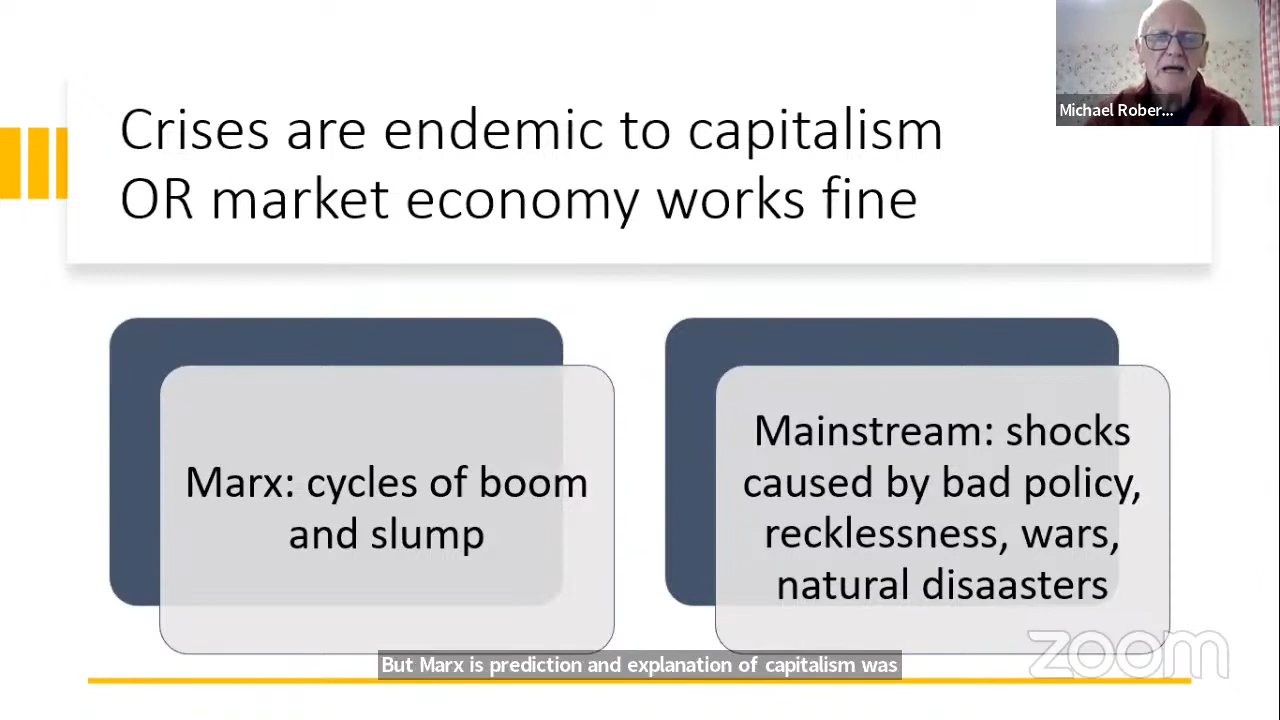 Michael Rober...
Crises are endemic to capitalism
OR market economy works fine
Marx: cycles of boom
and slump
Mainstream: shocks
caused by bad policy,
recklessness, wars,
natural disaasters
But Marx is prediction and explanation of capitalism was
zoom